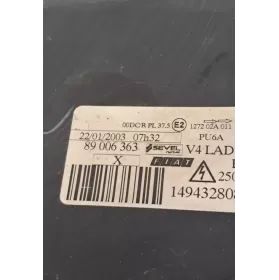 00DC/R PL 37.5 E2 1272 02A 011
22/01/2003 07h32 PU6A
89 006 363 SEVEL V4 LAD
X FIAT
250
149432808